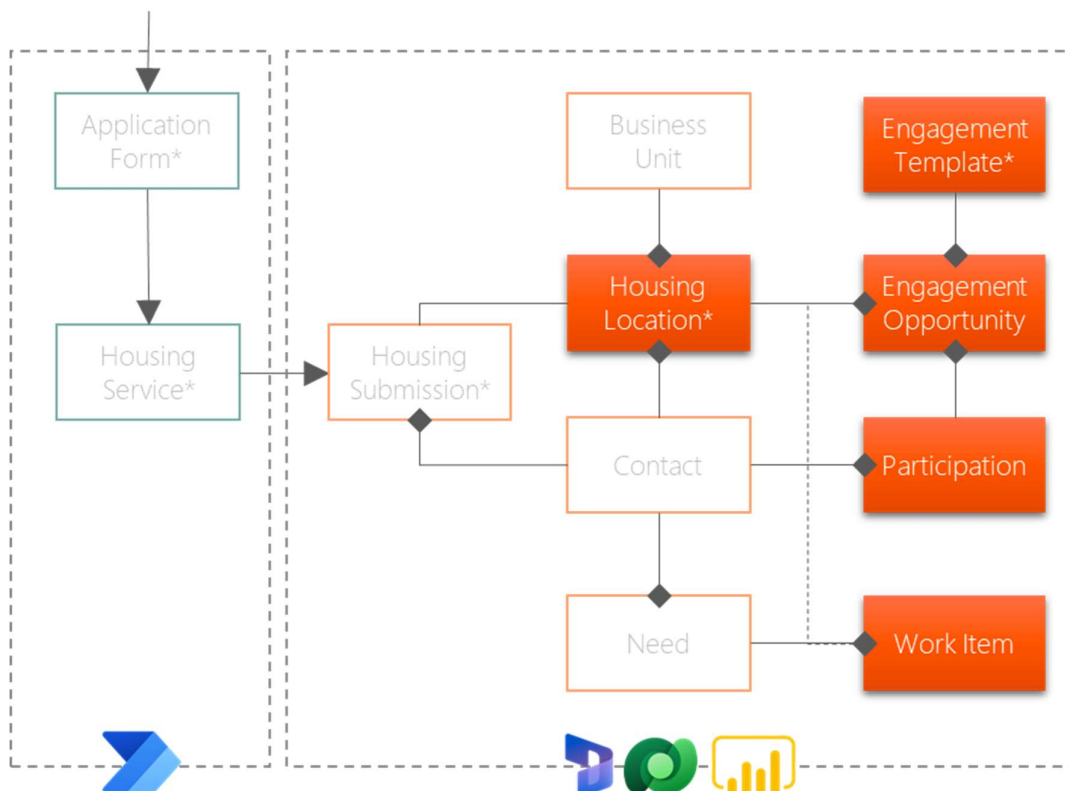 Application
Form*
Business
Unit
Engagement
Template*
Housing
Location*
Engagement
Opportunity
Housing
Service*
Housing
Submission*
Contact
Participation
Need
Work Item